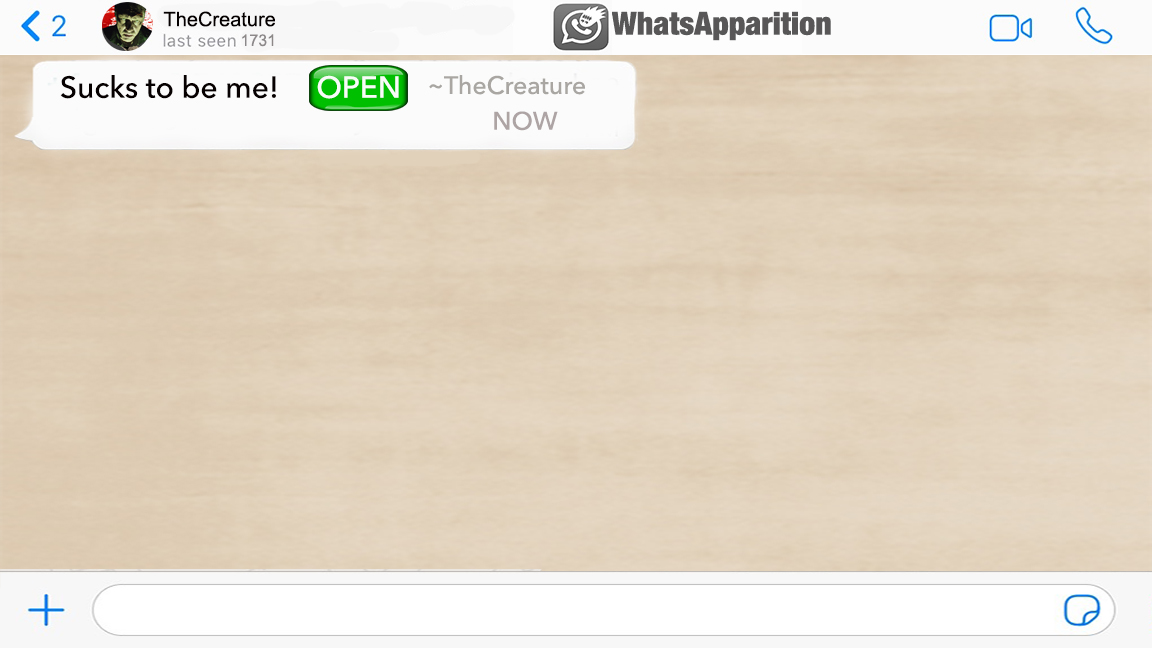 2
TheCreature
last seen 1731
WhatsApparition
Sucks to be me! OPEN ~TheCreature
NOW